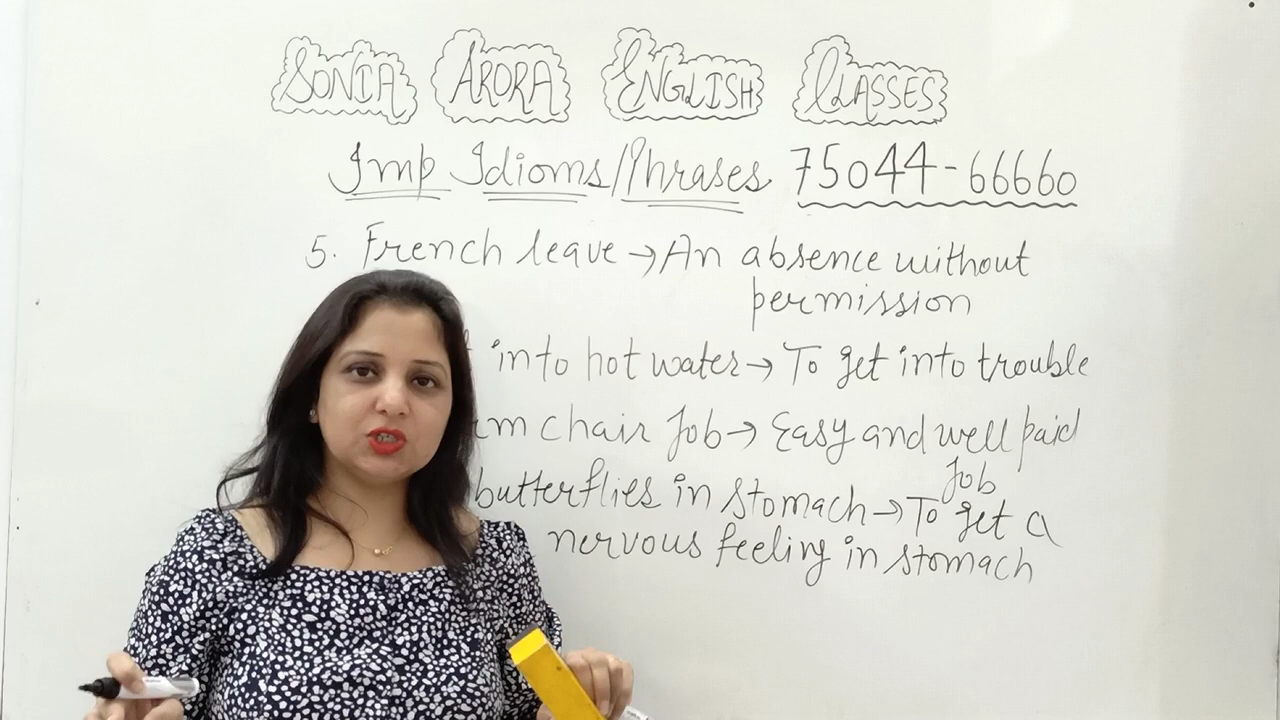 SONIA ARORA ENGLISH CLASSES
Imp Idioms/Phrases 75044-66660
5. French leave → An absence without
permission
into hot water → To get into trouble
chair Job → Easy and well paid
Job
butterflies in stomach → To get a
nervous feeling in stomach